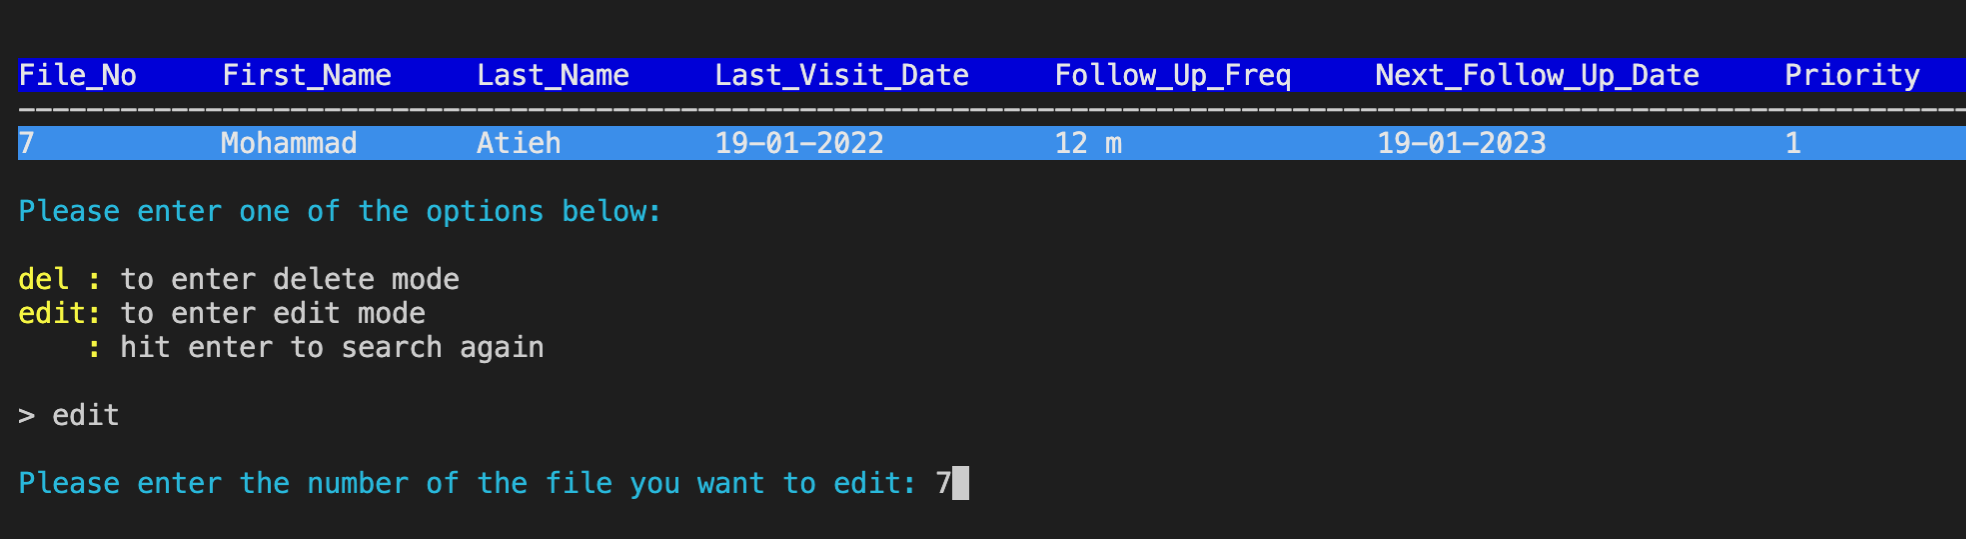 File_No First_Name Last_Name Last_Visit_Date Follow_Up_Freq Next_Follow_Up_Date Priority
7 Mohammad Atieh 19-01-2022 12 m 19-01-2023 1
Please enter one of the options below:
del : to enter delete mode
edit: to enter edit mode
: hit enter to search again
> edit
Please enter the number of the file you want to edit: 7